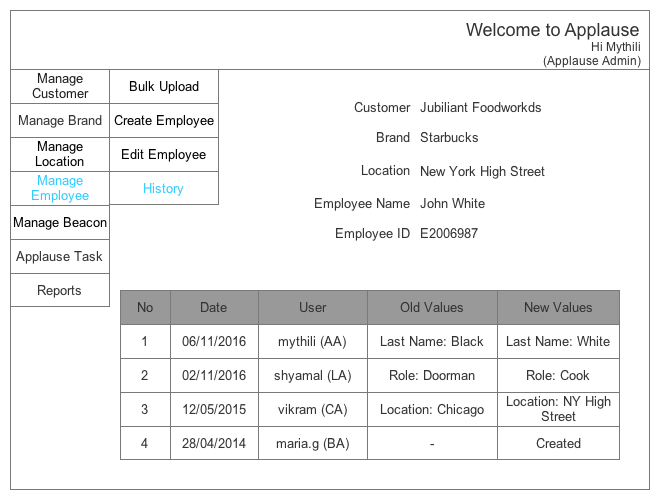 Welcome to Applause
Hi Mythili
(Applause Admin)
Manage
Customer
Manage Brand
Manage
Location
Manage
Employee
Manage Beacon
Applause Task
Reports
Bulk Upload
Create Employee
Edit Employee
History
Customer Jubiliant Foodworkds
Brand Starbucks
Location New York High Street
Employee Name John White
Employee ID E2006987
No Date User Old Values New Values
1 06/11/2016 mythili (AA) Last Name: Black Last Name: White
2 02/11/2016 shyamal (LA) Role: Doorman Role: Cook
3 12/05/2015 vikram (CA) Location: Chicago Location: NY High
Street
4 28/04/2014 maria.g (BA) - Created